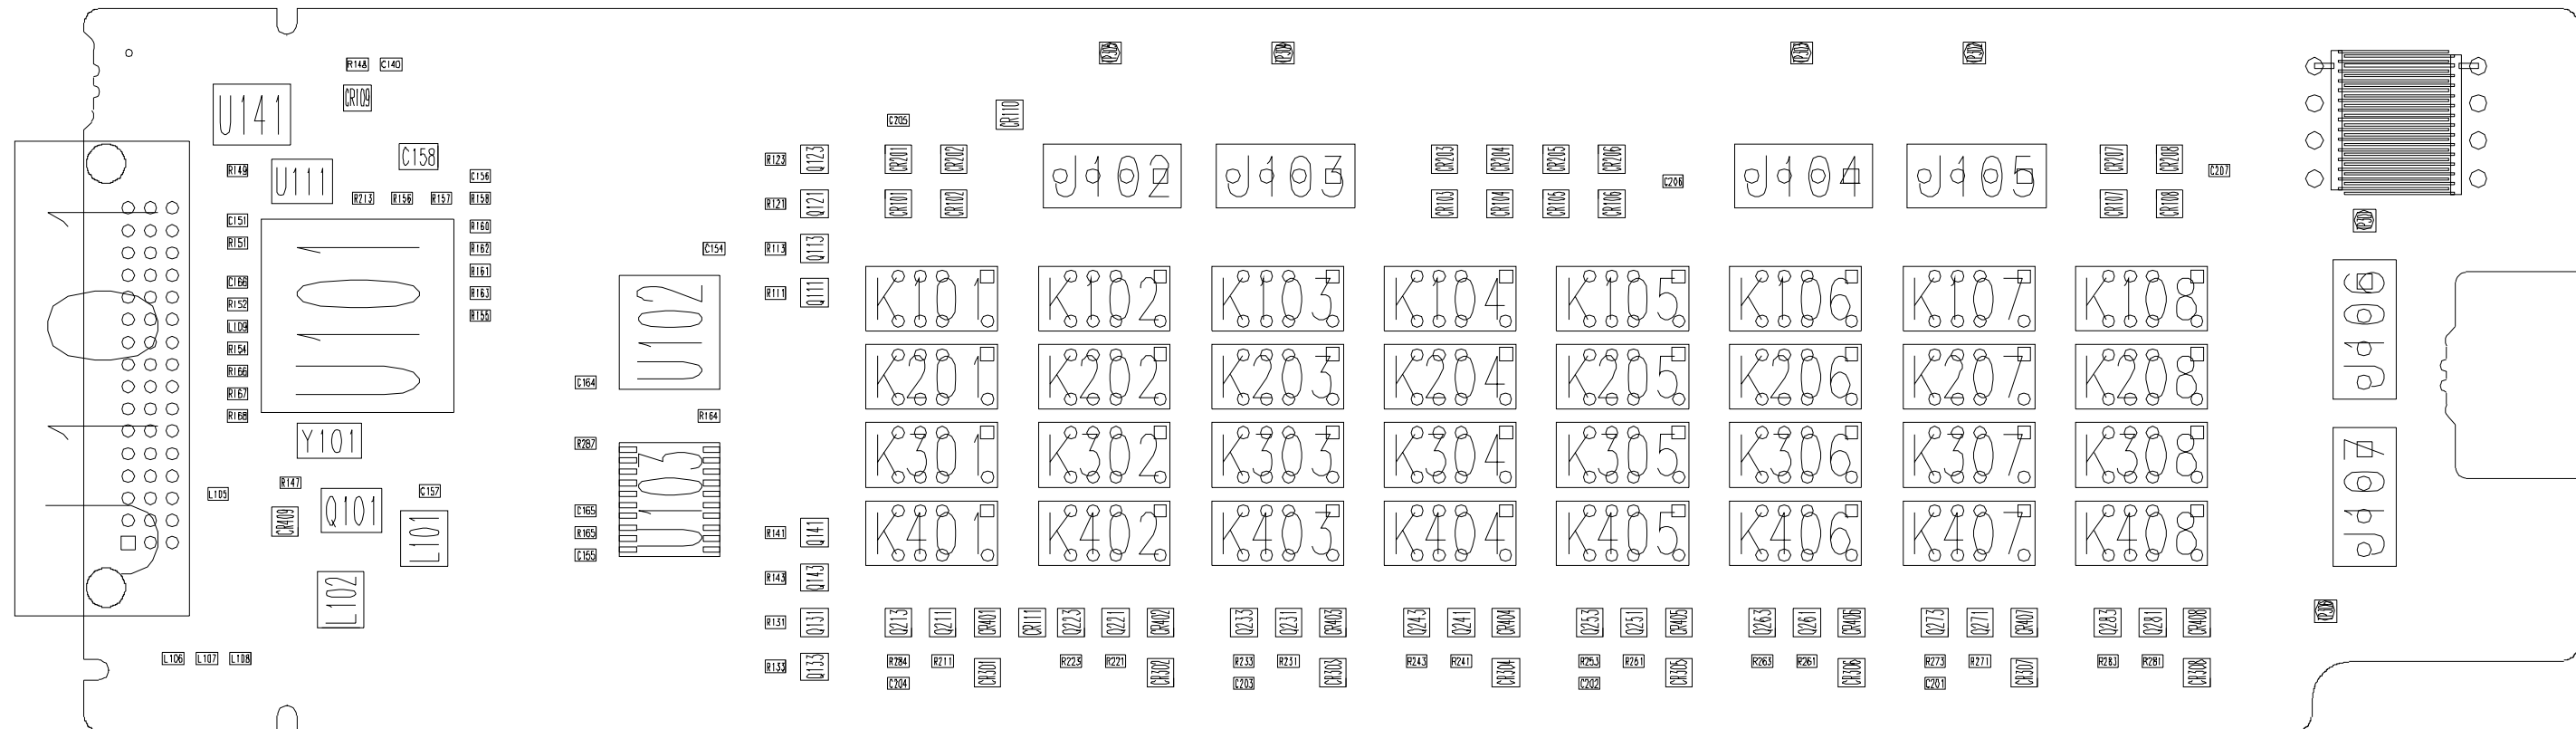 R148 C140
CR109
U141
CR110
C205
C158
R123 Q123 CR201 CR202 J102 J103 CR203 CR204 CR205 CR206 J104 J105 CR207 CR208
R149 U111 C156 C206 C207
R213 R156 R157 R158
R121 Q121 CR101 CR102 CR103 CR104 CR105 CR106 CR107 CR108
C151 R160
R151 R162 C154 R113 Q113
R161
C166 U101 R163 R111 Q111 K101 K102 K103 K104 K105 K106 K107 K108
R152 R155
L109 U102 J106
R154
R166 C164 K201 K202 K203 K204 K205 K206 K207 K208
R167
R168 R164
Y101 R287 K301 K302 K303 K304 K305 K306 K307 K308
R147 U103 J107
L105 C157
CR409 Q101 C165
L101 R165 R141 Q141 K401 K402 K403 K404 K405 K406 K407 K408
C155
J1
L102 R143 Q143
R131 Q131 Q213 Q211 CR401 CR111 Q223 Q221 CR402 Q233 Q231 CR403 Q243 Q241 CR404 Q253 Q251 CR405 Q263 Q261 CR406 Q273 Q271 CR407 Q283 Q281 CR408
L106 L107 L108 R133 Q133 R284 R211 CR301 R223 R221 CR302 R233 R231 CR303 R243 R241 CR304 R253 R251 CR305 R263 R261 CR306 R273 R271 CR307 R283 R281 CR308
C204 C203 C202 C201